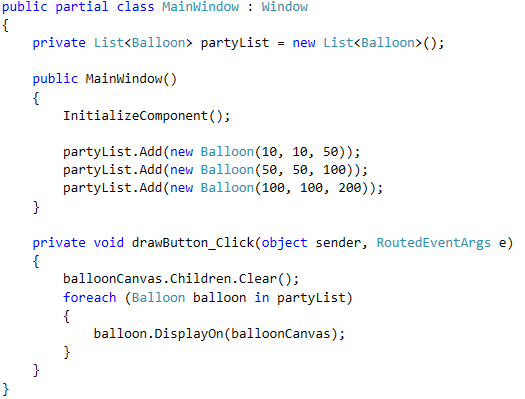 public partial class MainWindow : Window
{
    private List<Balloon> partyList = new List<Balloon>();

    public MainWindow()
    {
        InitializeComponent();

        partyList.Add(new Balloon(10, 10, 50));
        partyList.Add(new Balloon(50, 50, 100));
        partyList.Add(new Balloon(100, 100, 200));
    }

    private void drawButton_Click(object sender, RoutedEventArgs e)
    {
        balloonCanvas.Children.Clear();
        foreach (Balloon balloon in partyList)
        {
            balloon.DisplayOn(balloonCanvas);
        }
    }
}